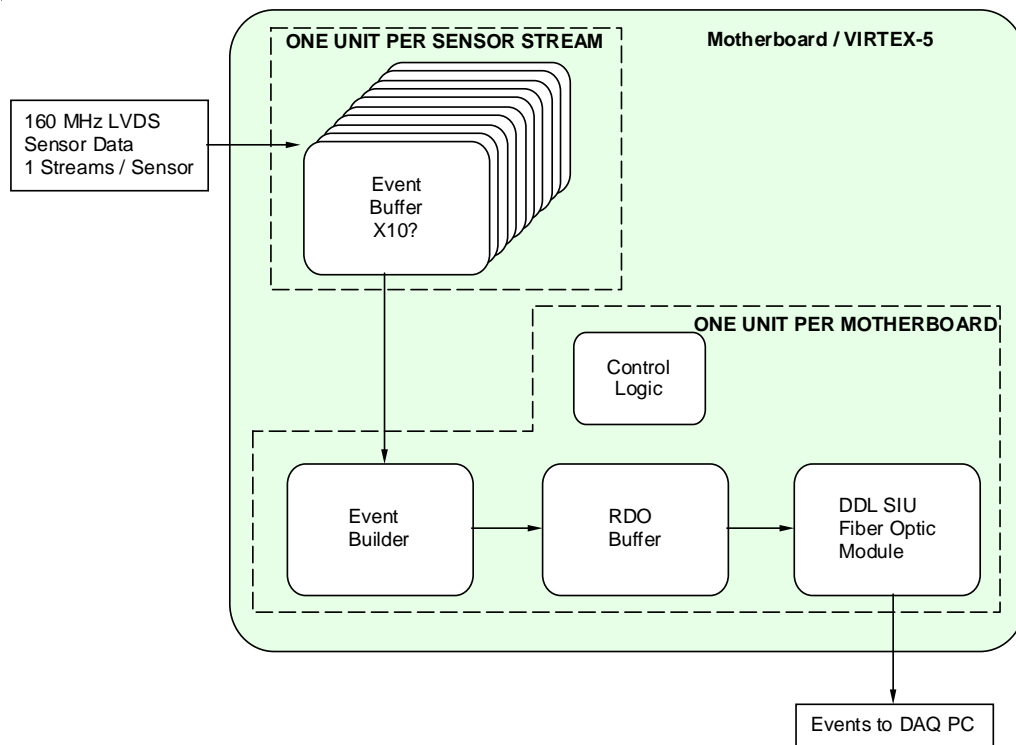 ONE UNIT PER SENSOR STREAM
Motherboard / VIRTEX-5
160 MHz LVDS
Sensor Data
1 Streams / Sensor
Event
Buffer
X10?
ONE UNIT PER MOTHERBOARD
Control
Logic
Event
Builder
RDO
Buffer
DDL SIU
Fiber Optic
Module
Events to DAQ PC